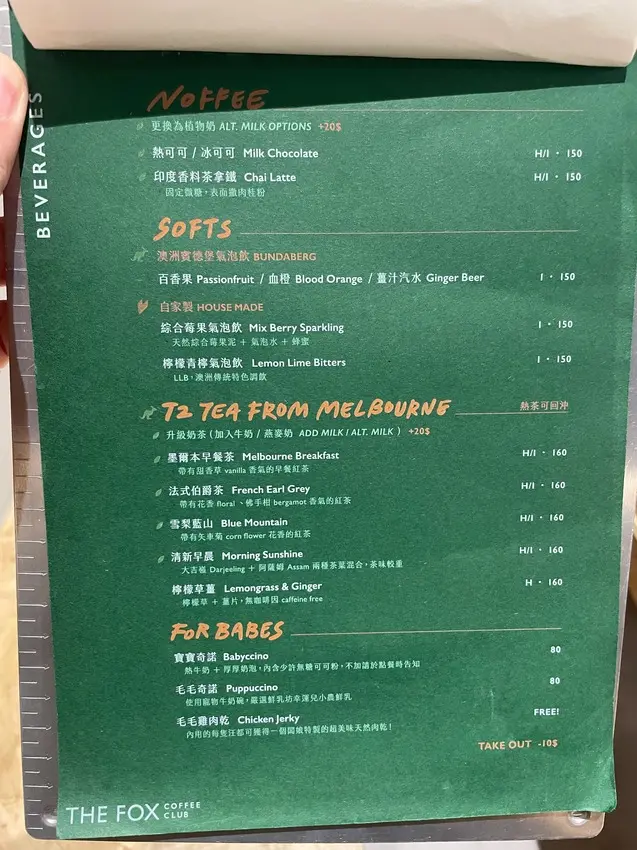 BEVERAGES
NOFFEE
更換為植物奶 ALT. MILK OPTIONS +20$
熱可可 / 冰可可 Milk Chocolate H/I · 150
印度香料茶拿鐵 Chai Latte H/I · 150
固定微糖,表面撒肉桂粉
SOFTS
澳洲賓德堡氣泡飲 BUNDABERG
百香果 Passionfruit / 血橙 Blood Orange / 薑汁汽水 Ginger Beer I · 150
自家製 HOUSE MADE
綜合莓果氣泡飲 Mix Berry Sparkling I · 150
天然綜合莓果泥 + 氣泡水 + 蜂蜜
檸檬青檸氣泡飲 Lemon Lime Bitters I · 150
LLB,澳洲傳統特色調飲
T2 TEA FROM MELBOURNE 熱茶可回沖
升級奶茶 ( 加入牛奶 / 燕麥奶 ADD MILK / ALT. MILK ) +20$
墨爾本早餐茶 Melbourne Breakfast H/I · 160
帶有甜香草 vanilla 香氣的早餐紅茶
法式伯爵茶 French Earl Grey H/I · 160
帶有花香 floral、佛手柑 bergamot 香氣的紅茶
雪梨藍山 Blue Mountain H/I · 160
帶有矢車菊 corn flower 花香的紅茶
清新早晨 Morning Sunshine H/I · 160
大吉嶺 Darjeeling + 阿薩姆 Assam 兩種茶葉混合,茶味較重
檸檬草薑 Lemongrass & Ginger H · 160
檸檬草 + 薑片,無咖啡因 caffeine free
FOR BABES
寶寶奇諾 Babyccino 80
熱牛奶 + 厚厚奶泡,內含少許無糖可可粉,不加請於點餐時告知
毛毛奇諾 Puppuccino 80
使用寵物牛奶碗,嚴選鮮乳坊幸運兒小農鮮乳
毛毛雞肉乾 Chicken Jerky FREE!
內用的每隻汪都可獲得一個闆娘特製的超美味天然肉乾!
TAKE OUT -10$
THE FOX COFFEE CLUB